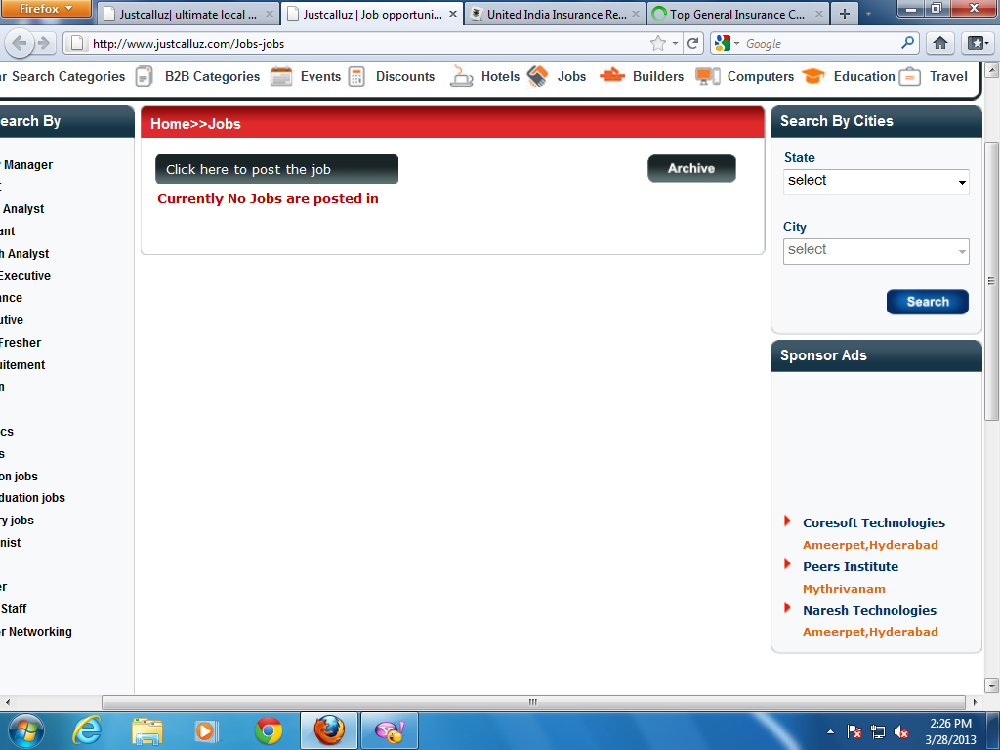 Firefox
Justcalluz| ultimate local ...
Justcalluz | Job opportuni...
United India Insurance Re...
Top General Insurance C...
http://www.justcalluz.com/Jobs-jobs
Google
r Search Categories
B2B Categories
Events
Discounts
Hotels
Jobs
Builders
Computers
Education
Travel
earch By
Manager
Analyst
ant
h Analyst
Executive
nce
utive
Fresher
uitement
n
cs
s
on jobs
duation jobs
ry jobs
nist
er
Staff
r Networking
Home>>Jobs
Click here to post the job
Archive
Currently No Jobs are posted in
Search By Cities
State
select
City
select
Search
Sponsor Ads
Coresoft Technologies
Ameerpet,Hyderabad
Peers Institute
Mythrivanam
Naresh Technologies
Ameerpet,Hyderabad
2:26 PM
3/28/2013